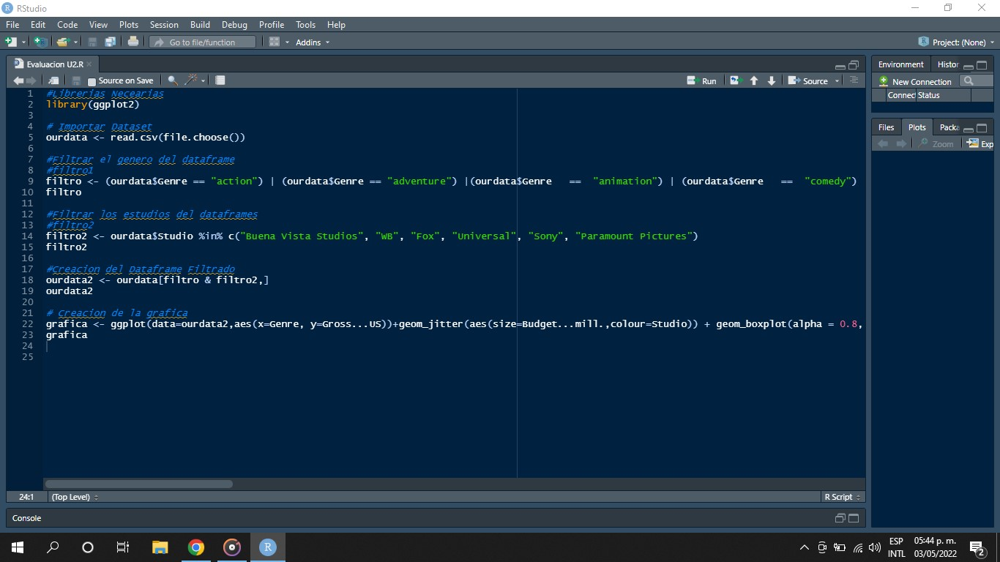 RStudio
File Edit Code View Plots Session Build Debug Profile Tools Help
Go to file/function Addins Project: (None)
Evaluacion U2.R
Source on Save Run Source
1 #Librerias Necearias
2 library(ggplot2)
3
4 # Importar Dataset
5 ourdata <- read.csv(file.choose())
6
7 #Filtrar el genero del dataframe
8 #filtro1
9 filtro <- (ourdata$Genre == "action") | (ourdata$Genre == "adventure") |(ourdata$Genre == "animation") | (ourdata$Genre == "comedy")
10 filtro
11
12 #Filtrar los estudios del dataframes
13 #filtro2
14 filtro2 <- ourdata$Studio %in% c("Buena Vista Studios", "WB", "Fox", "Universal", "Sony", "Paramount Pictures")
15 filtro2
16
17 #Creacion del Dataframe Filtrado
18 ourdata2 <- ourdata[filtro & filtro2,]
19 ourdata2
20
21 # Creacion de la grafica
22 grafica <- ggplot(data=ourdata2,aes(x=Genre, y=Gross...US))+geom_jitter(aes(size=Budget...mill.,colour=Studio)) + geom_boxplot(alpha = 0.8,
23 grafica
24
25
24:1 (Top Level) R Script
Console
Environment Histor
New Connection
Connec Status
Files Plots Packa
Zoom Exp
R
ESP
INTL
05:44 p. m.
03/05/2022
2